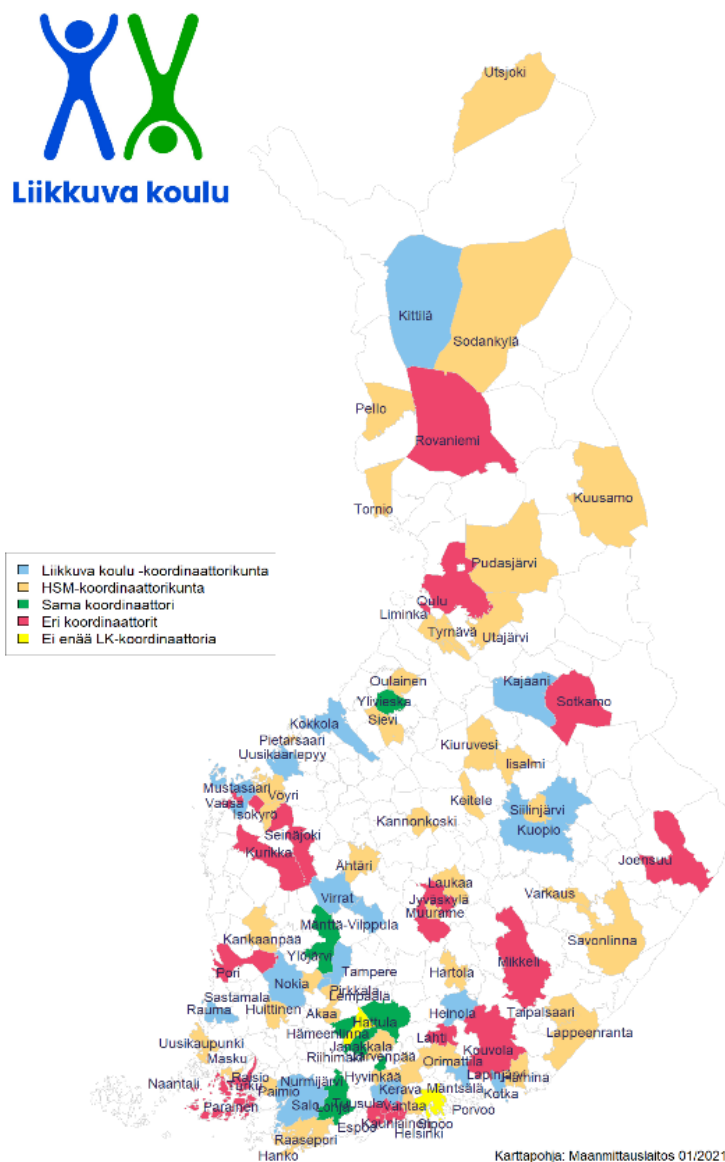 Liikkuva koulu
Utsjoki
Kittilä
Sodankylä
Pello
Rovaniemi
Kuusamo
Tornio
Pudasjärvi
Liikkuva koulu -koordinaattorikunta
HSM-koordinaattorikunta
Sama koordinaattori
Eri koordinaattorit
Ei enää LK-koordinaattoria
Oulu
Liminka
Tyrnävä
Utajärvi
Oulainen
Kajaani
Ylivieska
Sotkamo
Kokkola
Sievi
Pietarsaari
Uusikaarlepyy
Kiuruvesi
Iisalmi
Mustasaari
Vöyri
Vaasa
Isokyrö
Keitele
Siilinjärvi
Kannonkoski
Seinäjoki
Kuopio
Kurikka
Ähtäri
Joensuu
Laukaa
Virrat
Jyväskylä
Varkaus
Muurame
Mänttä-Vilppula
Kankaanpää
Savonlinna
Ylöjärvi
Mikkeli
Pori
Tampere
Hartola
Nokia
Pirkkala
Sastamala
Lempäälä
Rauma
Huittinen
Akaa
Heinola
Taipalsaari
Hattula
Lappeenranta
Hämeenlinna
Lahti
Kouvola
Uusikaupunki
Janakkala
Riihimäki
Järvenpää
Masku
Orimattila
Lapinjärvi
Hamina
Naantali
Raisio
Turku
Nurmijärvi
Hyvinkää
Paimio
Kerava
Mäntsälä
Kotka
Parainen
Salo
Lohja
Tuusula
Vantaa
Porvoo
Kauniainen
Sipoo
Espoo
Raasepori
Helsinki
Hanko
Karttapohja: Maanmittauslaitos 01/2021